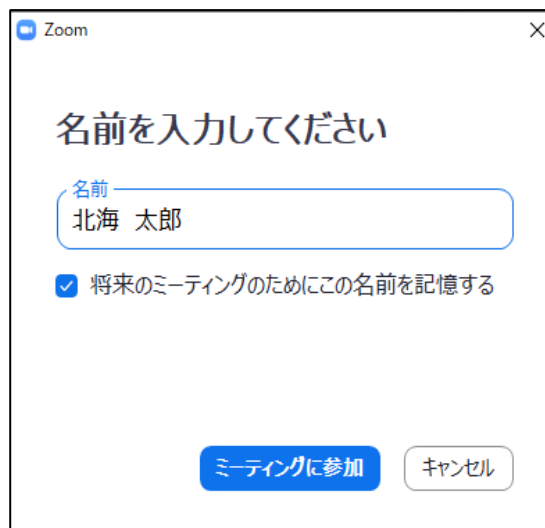 Zoom
名前を入力してください
名前
北海 太郎
将来のミーティングのためにこの名前を記憶する
ミーティングに参加
キャンセル